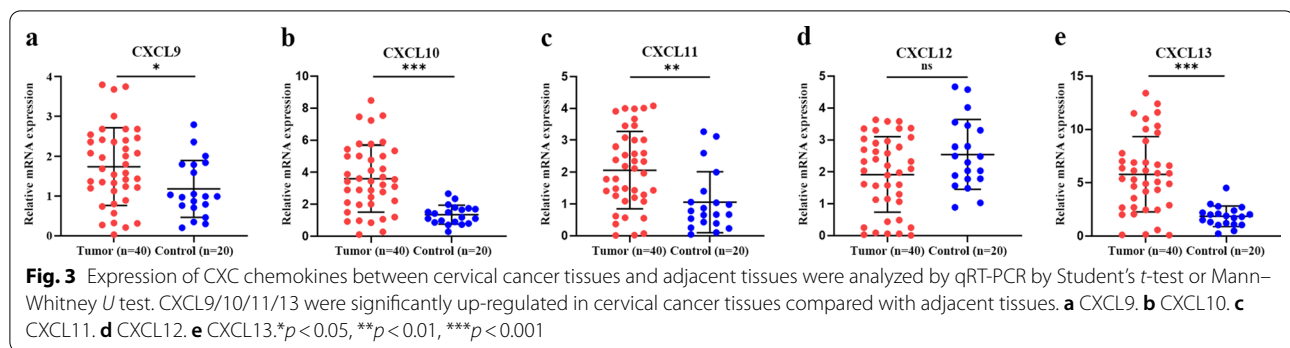 a b c d e
CXCL9 CXCL10 CXCL11 CXCL12 CXCL13
* *** ** ns ***
Relative mRNA expression Relative mRNA expression Relative mRNA expression Relative mRNA expression Relative mRNA expression
4 10 5 5 15
3 8 4 4 10
2 6 3 3 5
1 4 2 2 0
0 2 1 1
0 0 0
Tumor (n=40) Control (n=20) Tumor (n=40) Control (n=20) Tumor (n=40) Control (n=20) Tumor (n=40) Control (n=20) Tumor (n=40) Control (n=20)
Fig. 3 Expression of CXC chemokines between cervical cancer tissues and adjacent tissues were analyzed by qRT-PCR by Student's t-test or Mann–
Whitney U test. CXCL9/10/11/13 were significantly up-regulated in cervical cancer tissues compared with adjacent tissues. a CXCL9. b CXCL10. c
CXCL11. d CXCL12. e CXCL13.*p < 0.05, **p < 0.01, ***p < 0.001